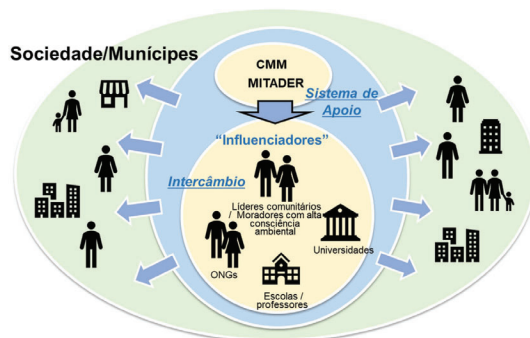 Sociedade/Munícipes
CMM
MITADER
Sistema de
Apoio
“Influenciadores”
Intercâmbio
Líderes comunitários
/ Moradores com alta
consciência
ambiental
Universidades
ONGs
Escolas /
professores